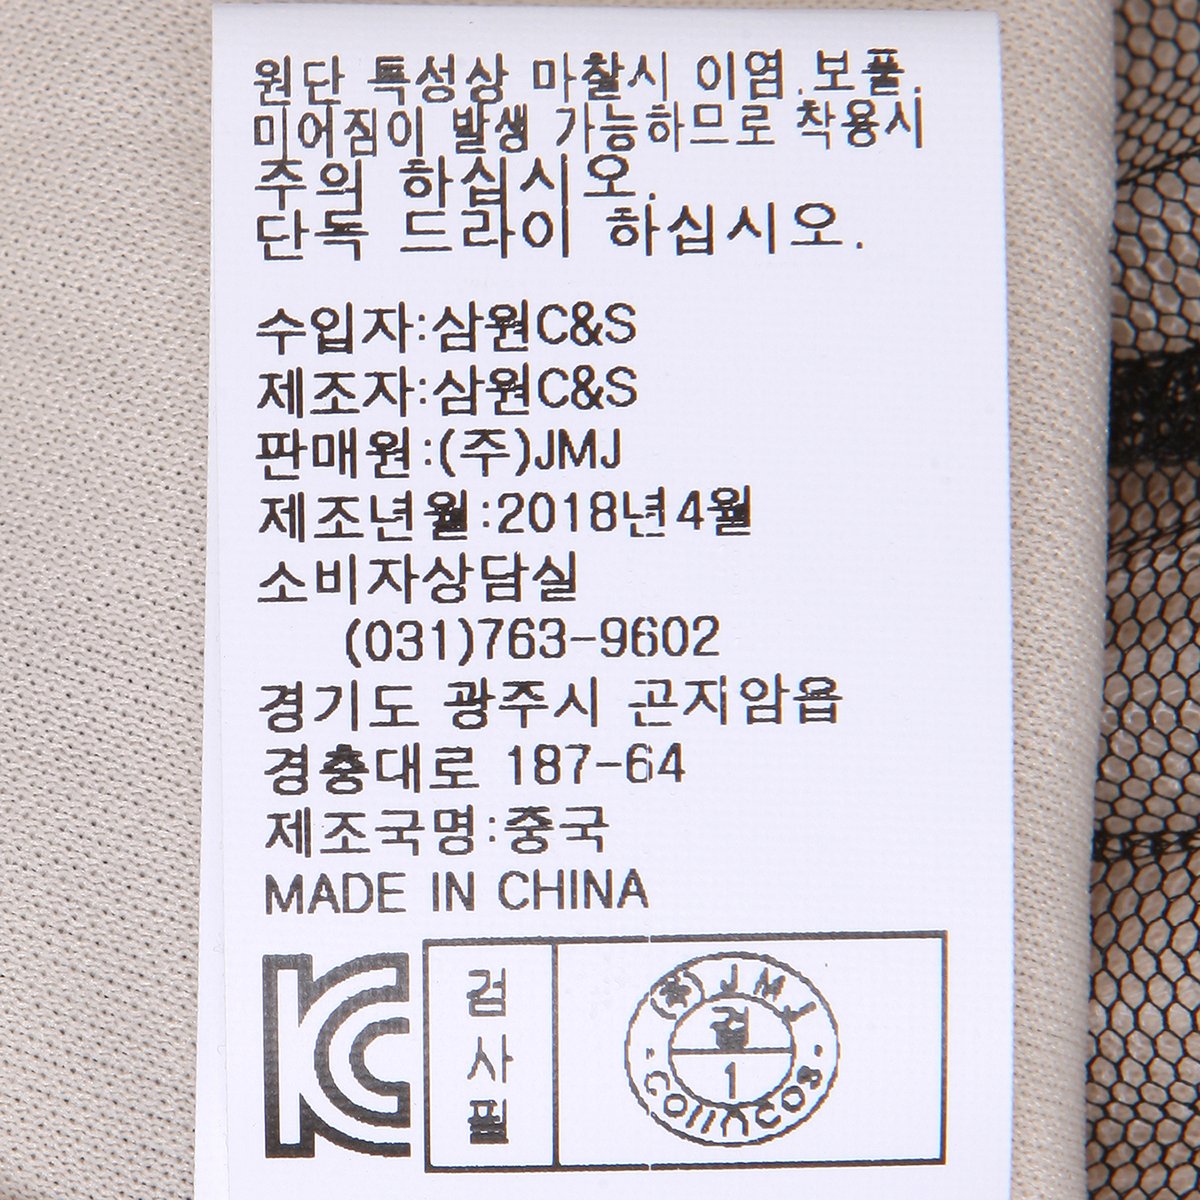 원단 특성상 마찰시 이염.보풀.
미어짐이 발생 가능하므로 착용시
주의 하십시오.
단독 드라이 하십시오.
수입자:삼원C&S
제조자:삼원C&S
판매원:(주)JMJ
제조년월:2018년4월
소비자상담실
(031)763-9602
경기도 광주시 곤지암읍
경충대로 187-64
제조국명:중국
MADE IN CHINA
KC
검사필
JMJ
검
1